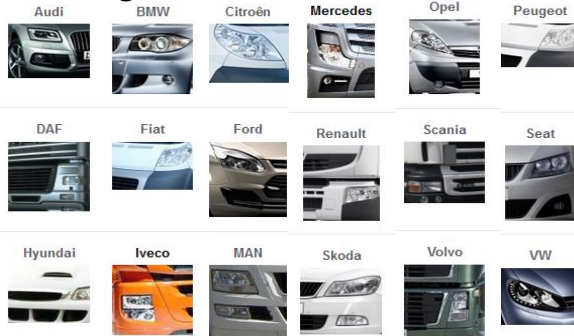 Audi BMW Citroën Mercedes Opel Peugeot
DAF Fiat Ford Renault Scania Seat
Hyundai Iveco MAN Skoda Volvo VW